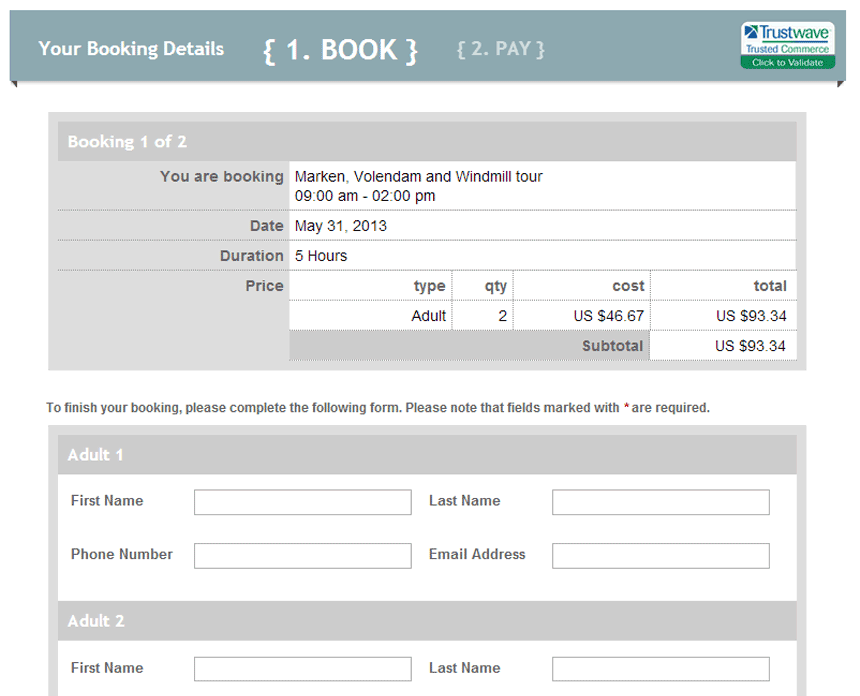 Your Booking Details { 1. BOOK } { 2. PAY }
Trustwave®
Trusted Commerce
Click to Validate
Booking 1 of 2
You are booking Marken, Volendam and Windmill tour
09:00 am - 02:00 pm
Date May 31, 2013
Duration 5 Hours
Price type qty cost total
Adult 2 US $46.67 US $93.34
Subtotal US $93.34
To finish your booking, please complete the following form. Please note that fields marked with * are required.
Adult 1
First Name Last Name
Phone Number Email Address
Adult 2
First Name Last Name